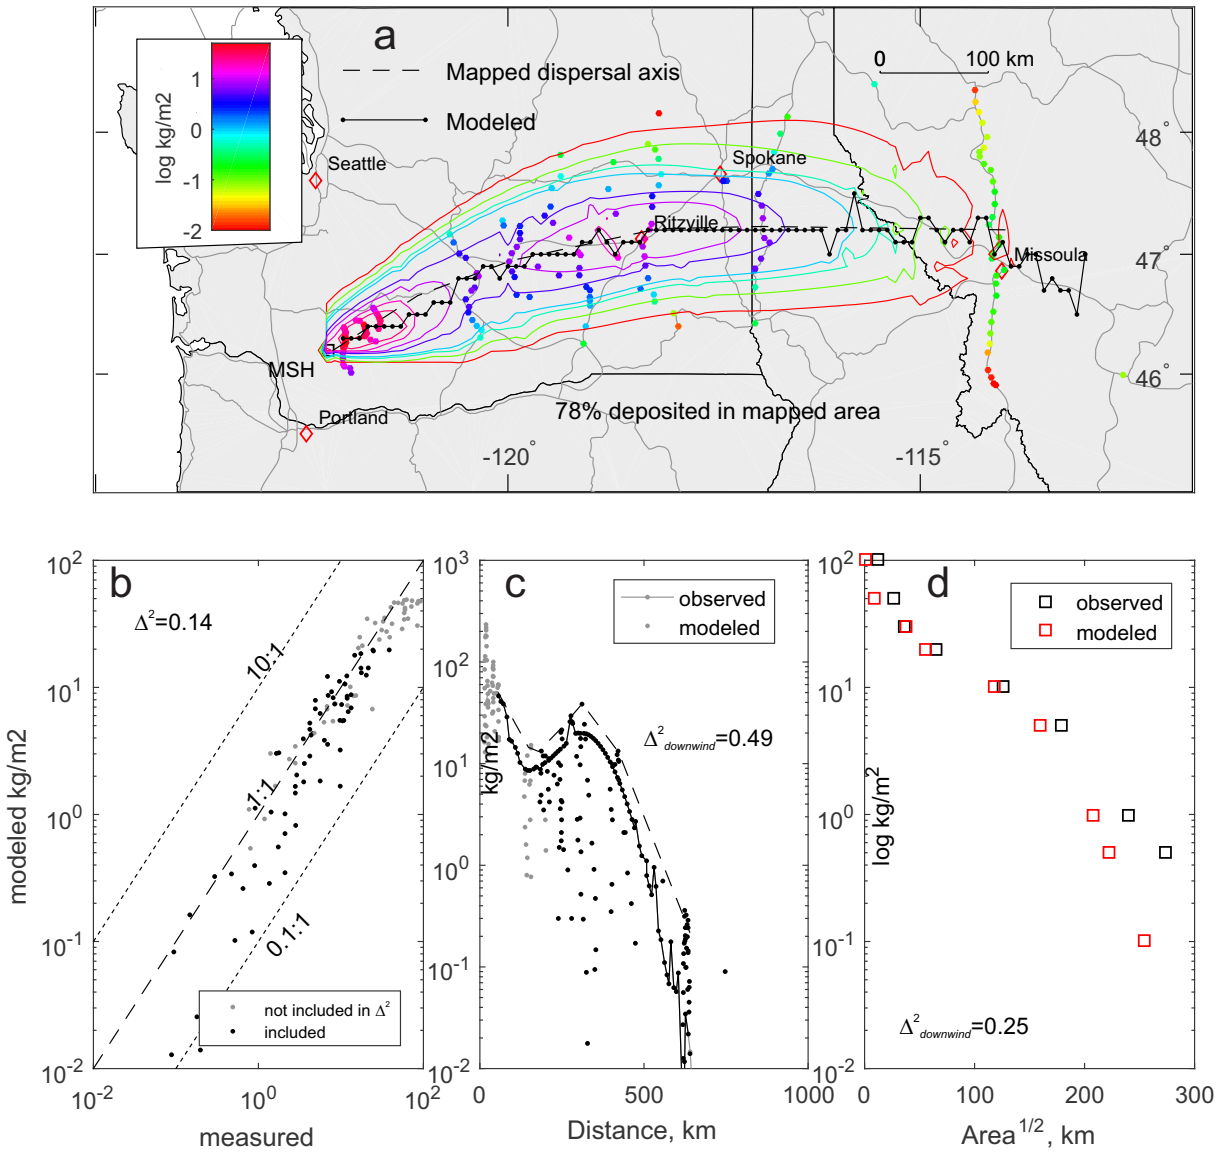 a
Mapped dispersal axis
Modeled
0 100 km
log kg/m2
1
0
-1
-2
Seattle
Spokane
Ritzville
Missoula
MSH
Portland
78% deposited in mapped area
48°
47°
46°
-120°
-115°
b
Δ²=0.14
10:1
1:1
0.1:1
not included in Δ²
included
10²
10¹
10⁰
10⁻¹
10⁻²
modeled kg/m2
10⁻² 10⁰ 10²
measured
c
observed
modeled
Δ²downwind=0.49
kg/m2
10³
10²
10¹
10⁰
10⁻¹
10⁻²
0 500 1000
Distance, km
d
observed
modeled
log kg/m²
Δ²downwind=0.25
10²
10¹
10⁰
10⁻¹
10⁻²
0 100 200 300
Area¹ᐟ², km